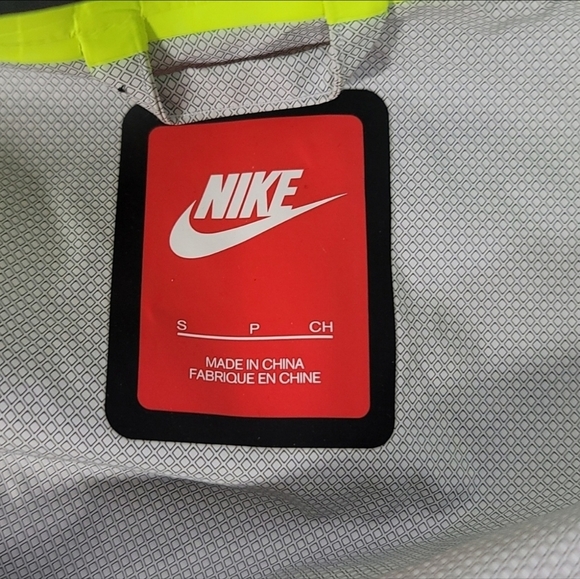 NIKE
S P CH
MADE IN CHINA
FABRIQUE EN CHINE